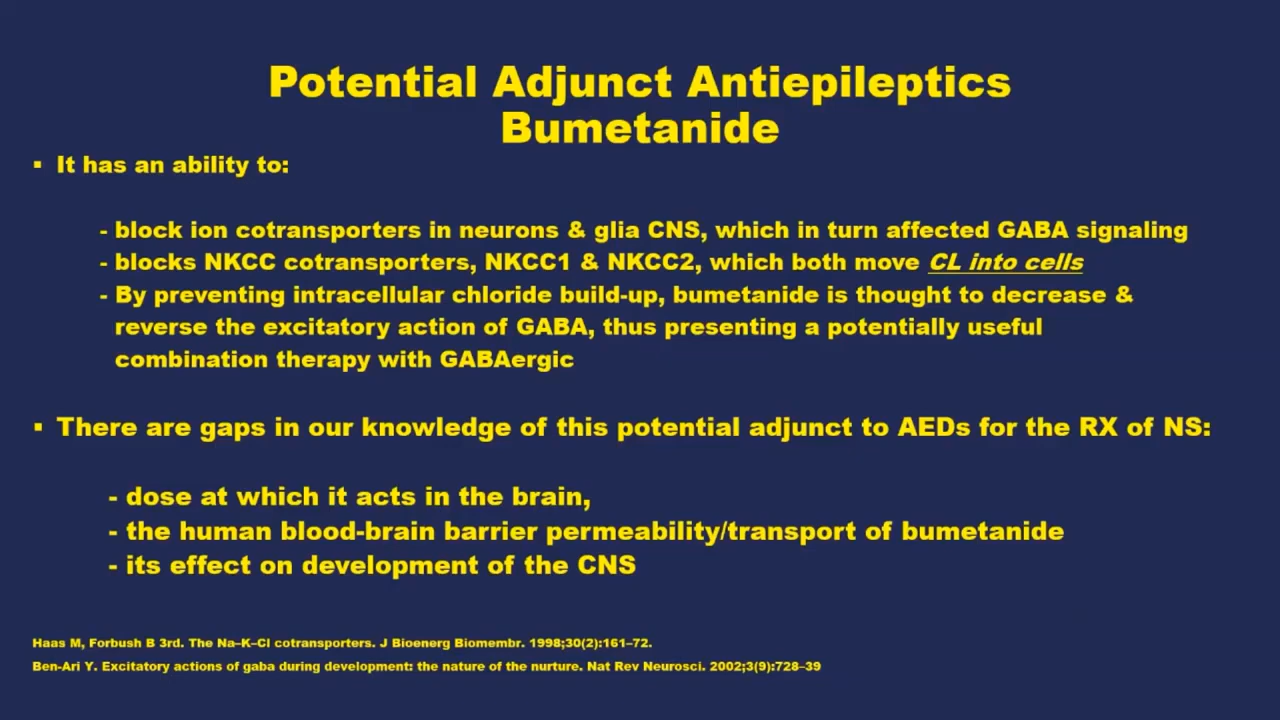 Potential Adjunct Antiepileptics
Bumetanide
▪ It has an ability to:
- block ion cotransporters in neurons & glia CNS, which in turn affected GABA signaling
- blocks NKCC cotransporters, NKCC1 & NKCC2, which both move CL into cells
- By preventing intracellular chloride build-up, bumetanide is thought to decrease &
reverse the excitatory action of GABA, thus presenting a potentially useful
combination therapy with GABAergic
▪ There are gaps in our knowledge of this potential adjunct to AEDs for the RX of NS:
- dose at which it acts in the brain,
- the human blood-brain barrier permeability/transport of bumetanide
- its effect on development of the CNS
Haas M, Forbush B 3rd. The Na–K–Cl cotransporters. J Bioenerg Biomembr. 1998;30(2):161–72.
Ben-Ari Y. Excitatory actions of gaba during development: the nature of the nurture. Nat Rev Neurosci. 2002;3(9):728–39